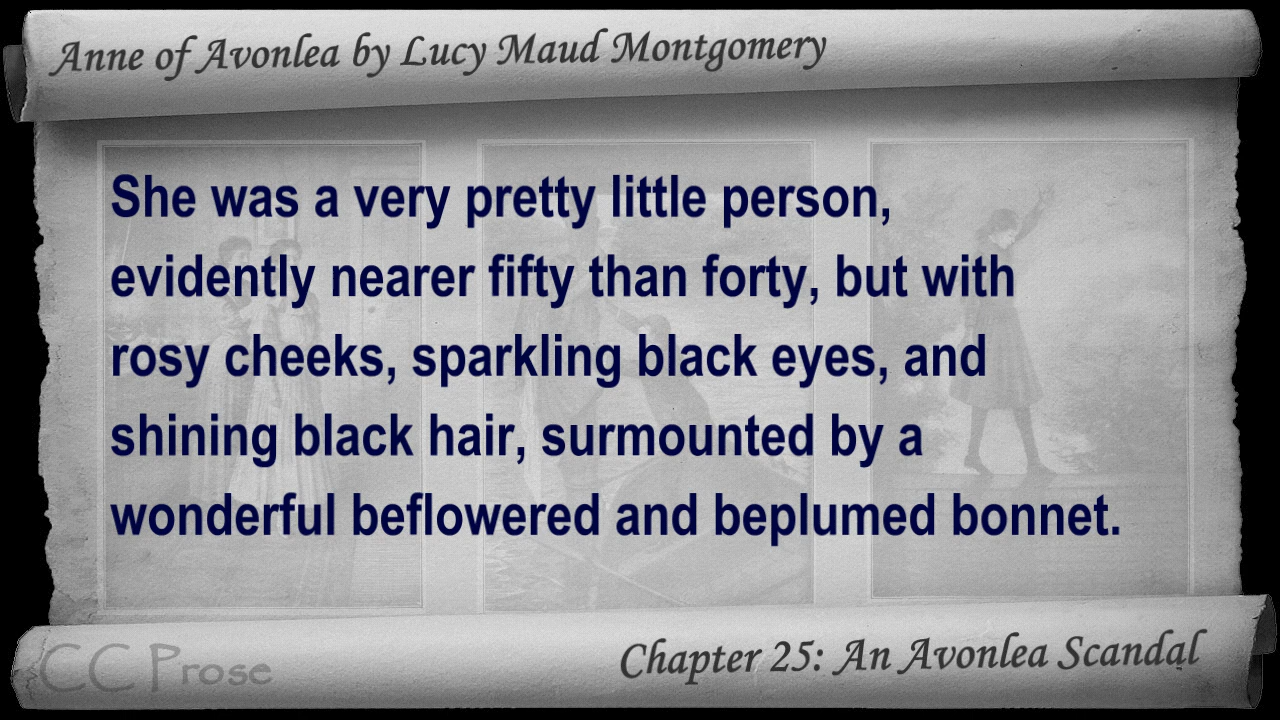 Anne of Avonlea by Lucy Maud Montgomery
She was a very pretty little person,
evidently nearer fifty than forty, but with
rosy cheeks, sparkling black eyes, and
shining black hair, surmounted by a
wonderful beflowered and beplumed bonnet.
CC Prose
Chapter 25: An Avonlea Scandal